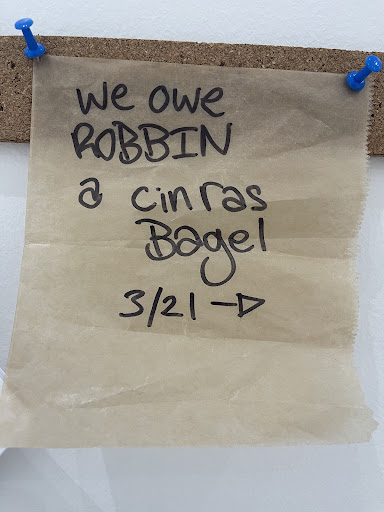 we owe
ROBBIN
a cinras
Bagel
3/21 →